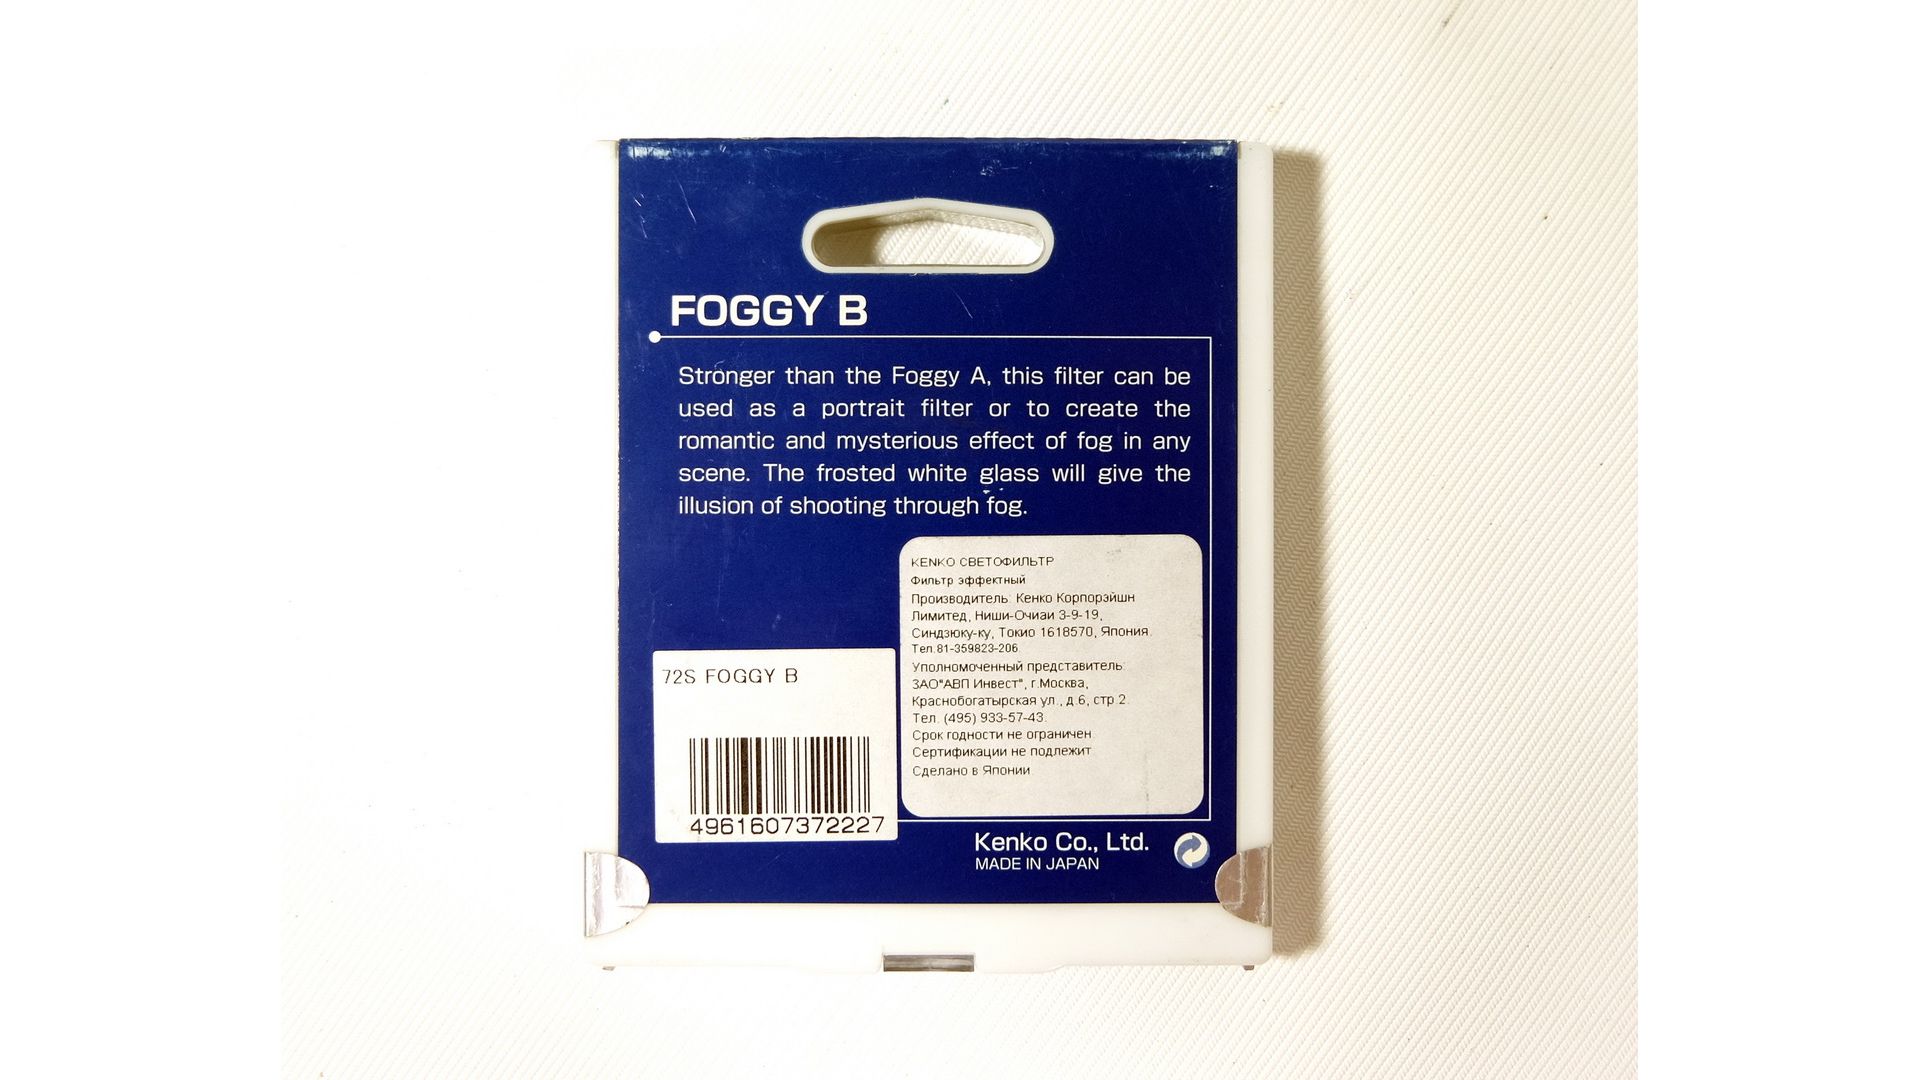 FOGGY B
Stronger than the Foggy A, this filter can be
used as a portrait filter or to create the
romantic and mysterious effect of fog in any
scene. The frosted white glass will give the
illusion of shooting through fog.
KENKO СВЕТОФИЛЬТР
Фильтр эффектный
Производитель: Кенко Корпорэйшн
Лимитед, Ниши-Очиаи 3-9-19,
Синдзюку-ку, Токио 1618570, Япония.
Тел.81-359823-206.
Уполномоченный представитель:
ЗАО"АВП Инвест", г.Москва,
Краснобогатырская ул., д.6, стр.2.
Тел. (495) 933-57-43.
Срок годности не ограничен.
Сертификации не подлежит.
Сделано в Японии.
72S FOGGY B
4961607372227
Kenko Co., Ltd.
MADE IN JAPAN